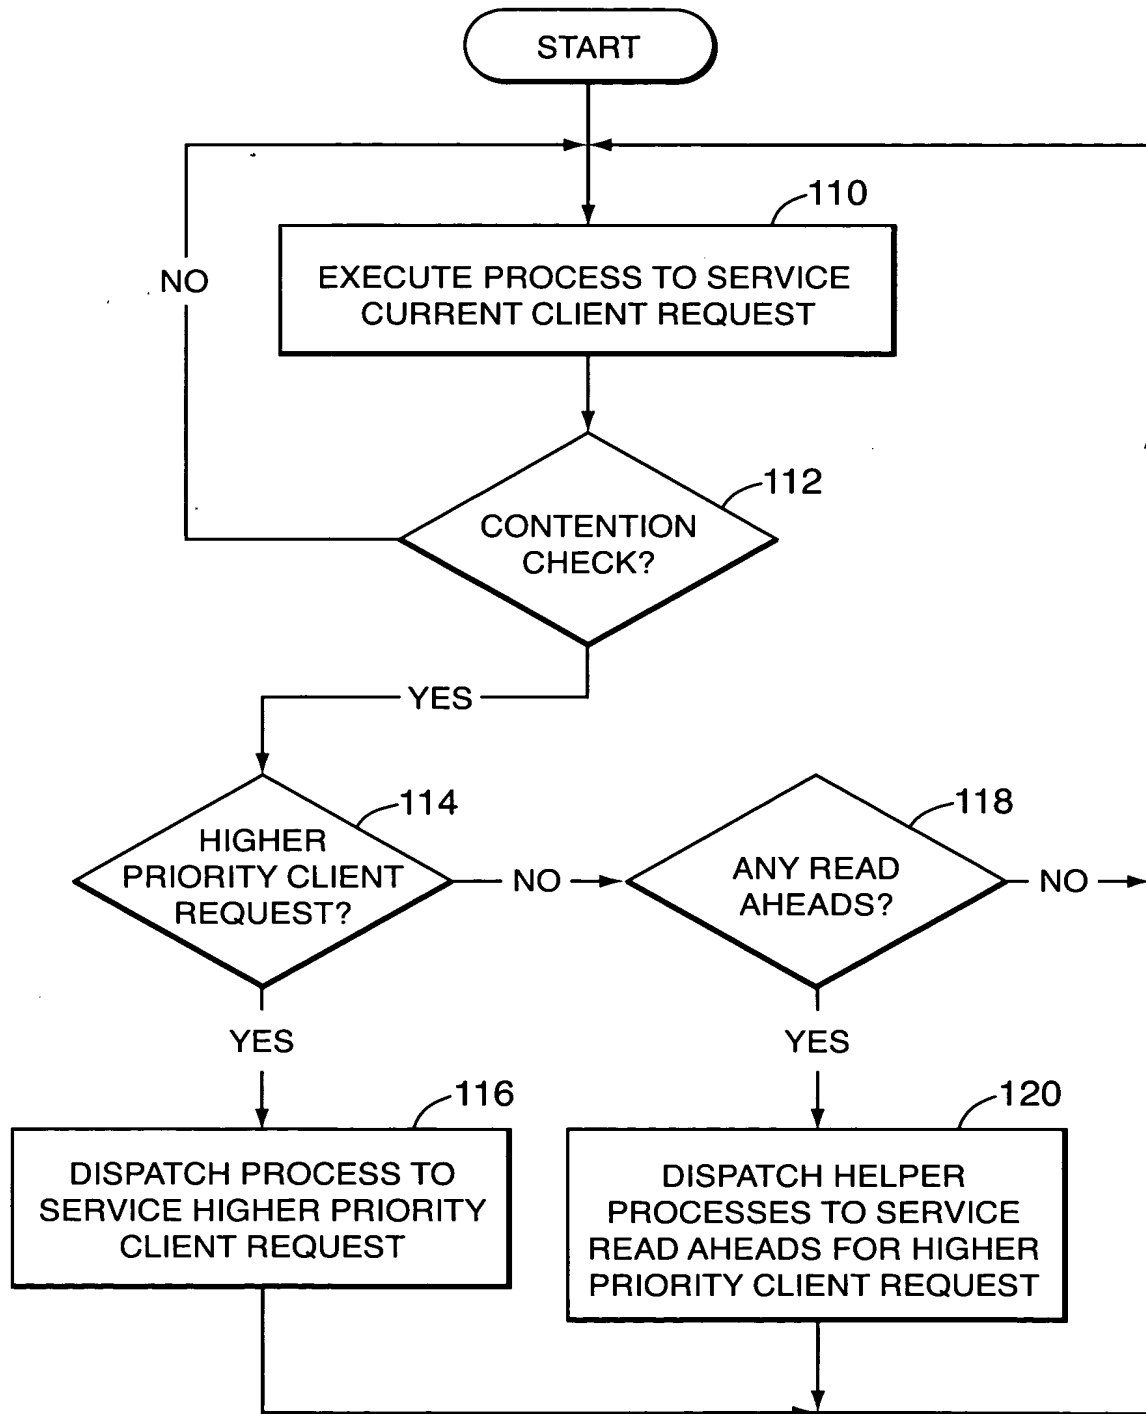 START
110
EXECUTE PROCESS TO SERVICE
CURRENT CLIENT REQUEST
NO
112
CONTENTION
CHECK?
YES
114
HIGHER
PRIORITY CLIENT
REQUEST?
NO
118
ANY READ
AHEADS?
NO
YES
YES
116
DISPATCH PROCESS TO
SERVICE HIGHER PRIORITY
CLIENT REQUEST
120
DISPATCH HELPER
PROCESSES TO SERVICE
READ AHEADS FOR HIGHER
PRIORITY CLIENT REQUEST